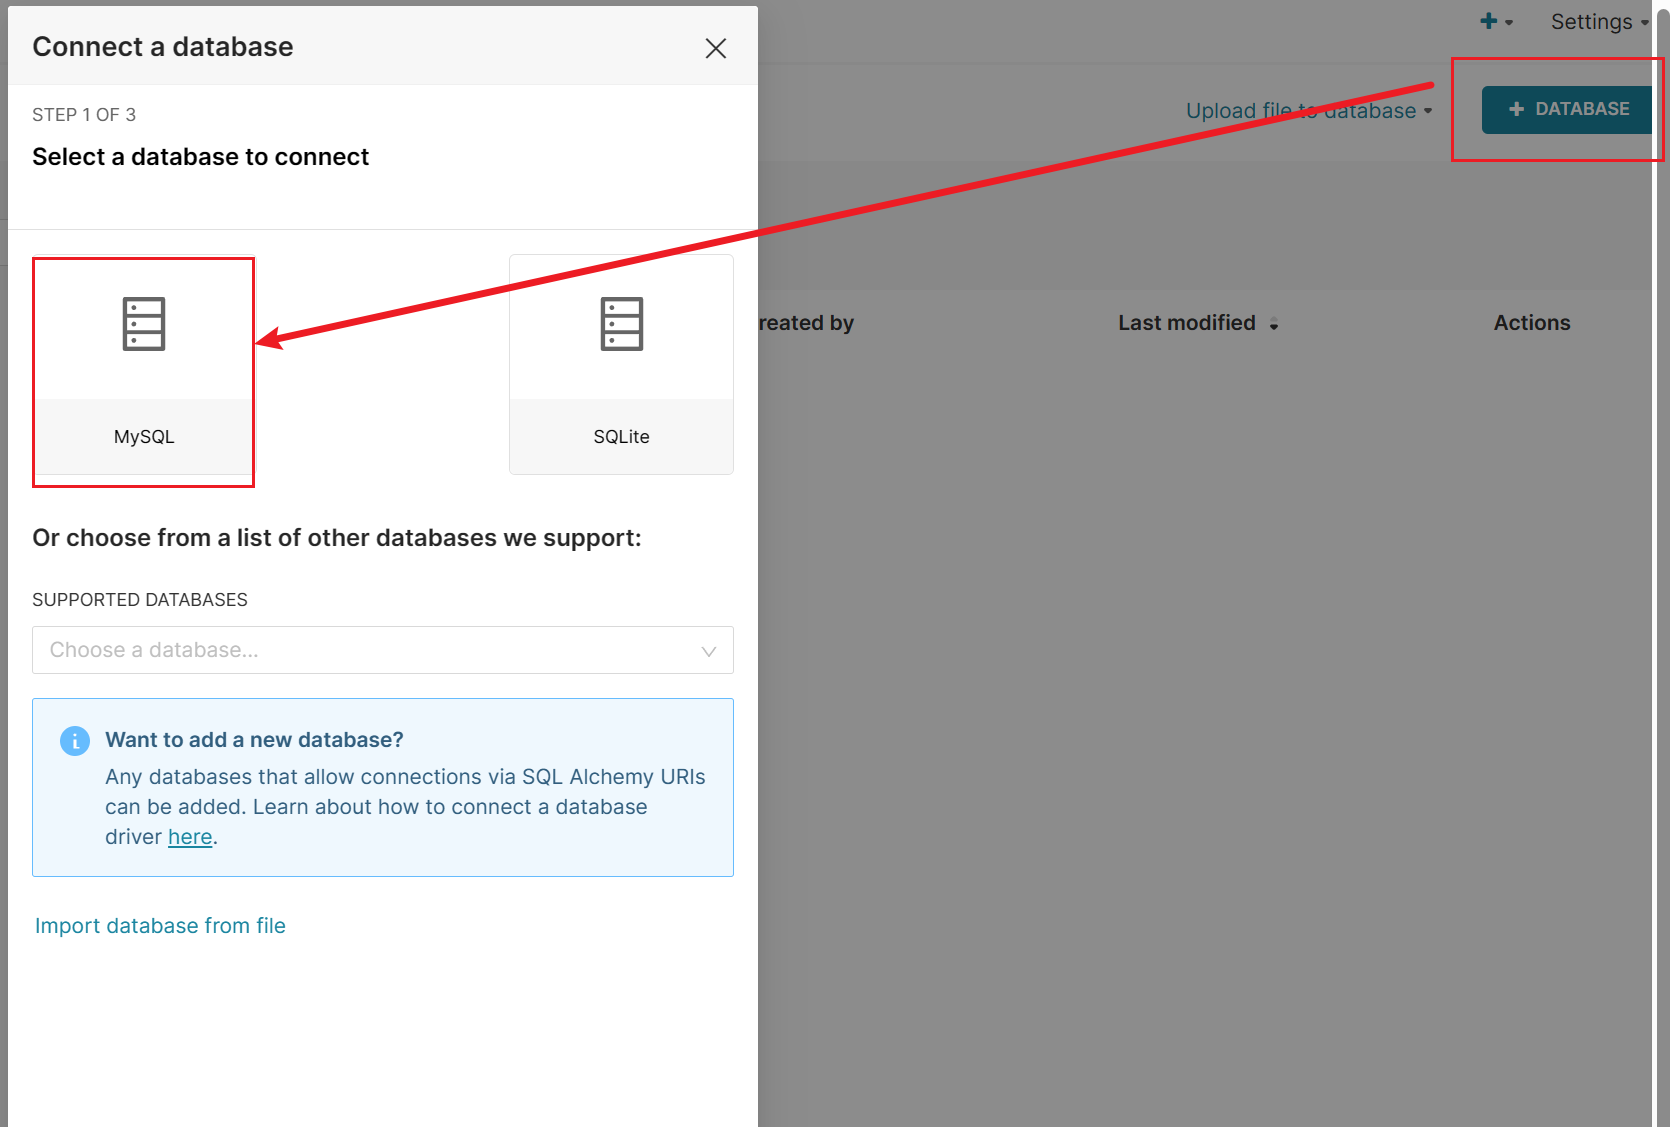 Connect a database
Settings
STEP 1 OF 3
Upload file to database
DATABASE
Select a database to connect
reated by
Last modified
Actions
MySQL
SQLite
Or choose from a list of other databases we support:
SUPPORTED DATABASES
Choose a database...
Want to add a new database?
Any databases that allow connections via SQL Alchemy URIs
can be added. Learn about how to connect a database
driver here.
Import database from file